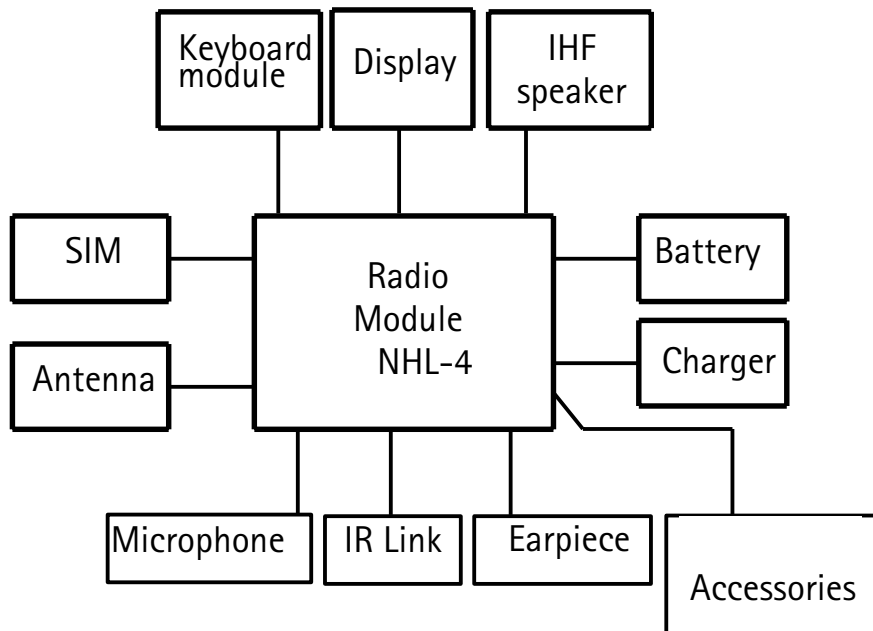 Keyboard
module
Display
IHF
speaker
SIM
Radio
Module
NHL-4
Battery
Antenna
Charger
Microphone
IR Link
Earpiece
Accessories